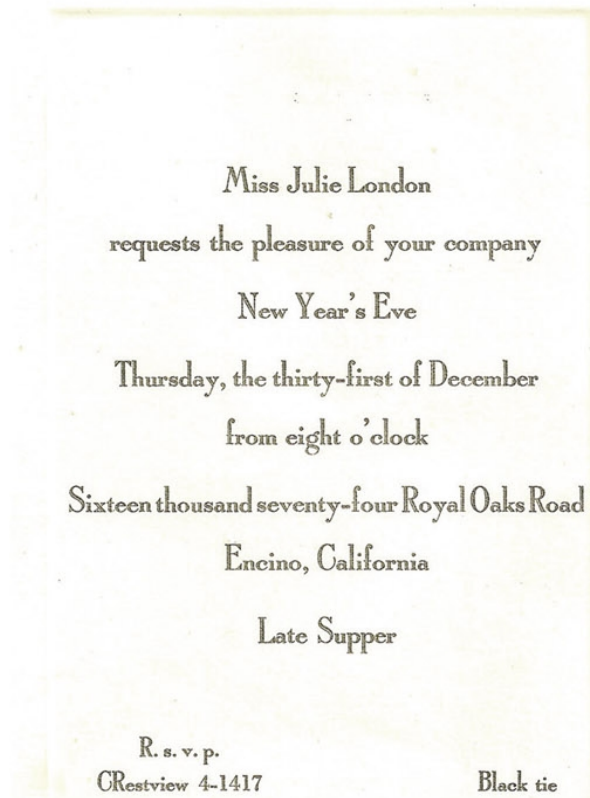 Miss Julie London
requests the pleasure of your company
New Year's Eve
Thursday, the thirty-first of December
from eight o'clock
Sixteen thousand seventy-four Royal Oaks Road
Encino, California
Late Supper
R. s. v. p.
CRestview 4-1417
Black tie